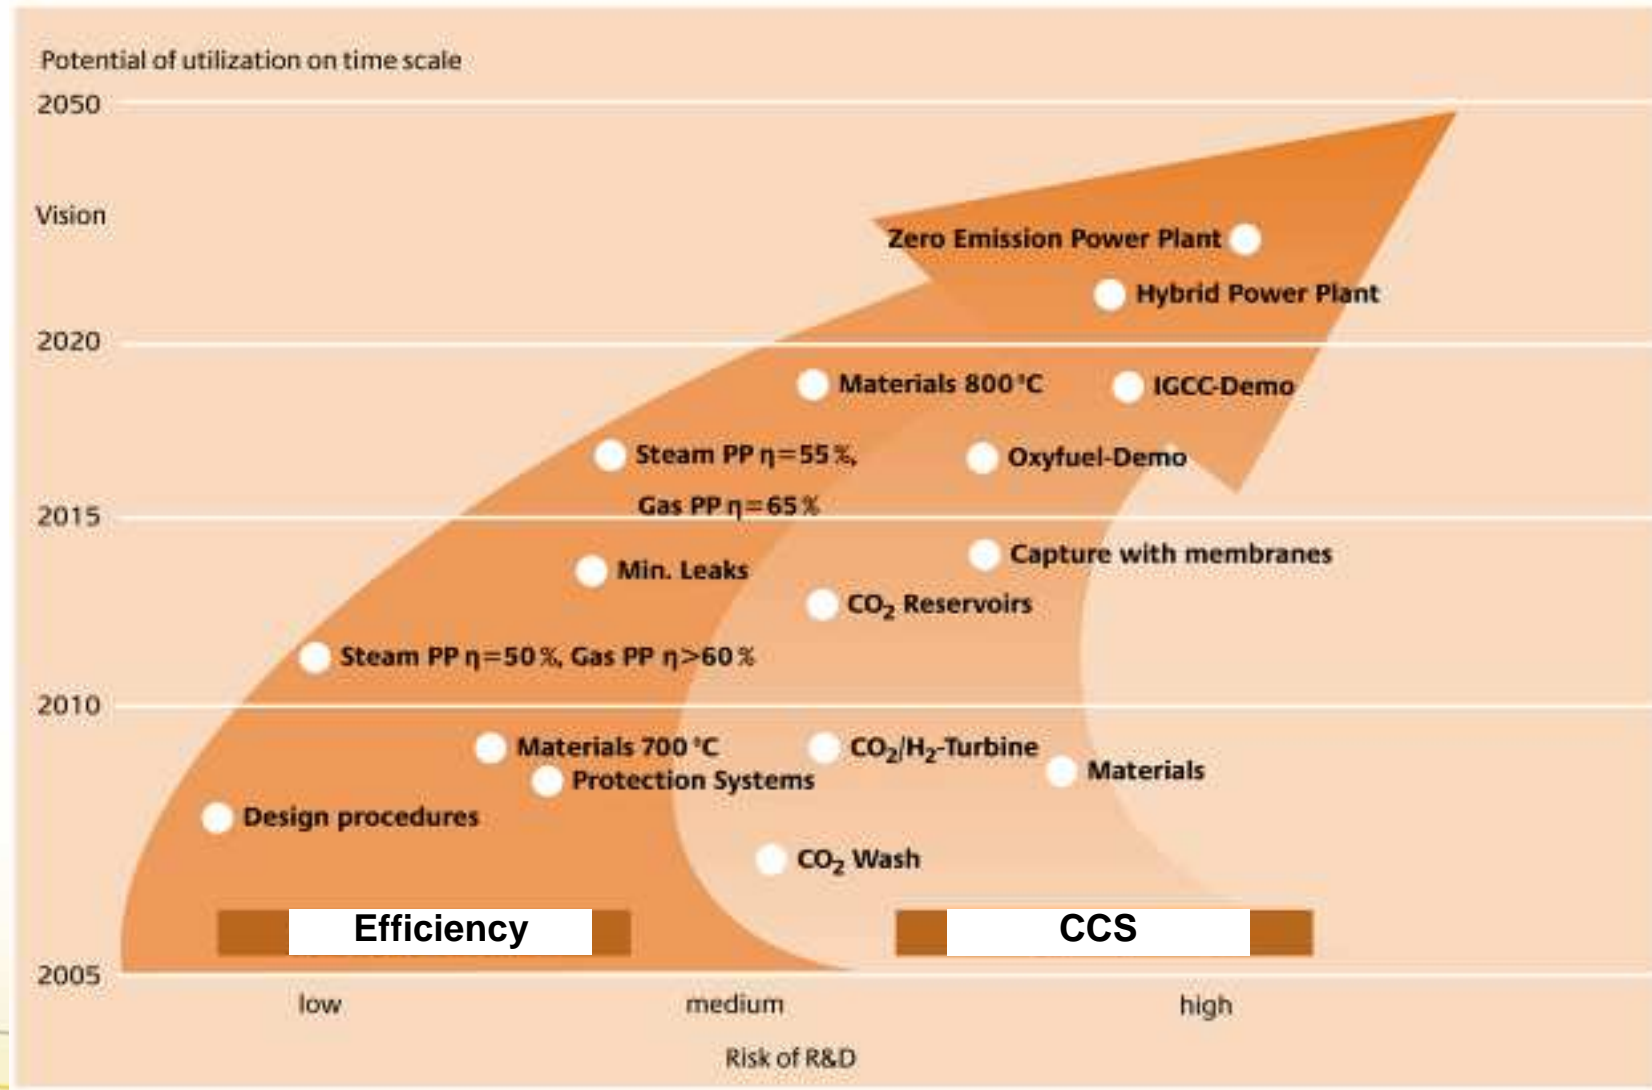 Potential of utilization on time scale
2050
Vision
Zero Emission Power Plant
Hybrid Power Plant
2020
Materials 800 °C
IGCC-Demo
Steam PP η=55 %,
Oxyfuel-Demo
Gas PP η=65 %
2015
Capture with membranes
Min. Leaks
CO₂ Reservoirs
Steam PP η=50 %, Gas PP η>60 %
2010
Materials 700 °C
CO₂/H₂-Turbine
Materials
Protection Systems
Design procedures
CO₂ Wash
Efficiency
CCS
2005
low
medium
high
Risk of R&D